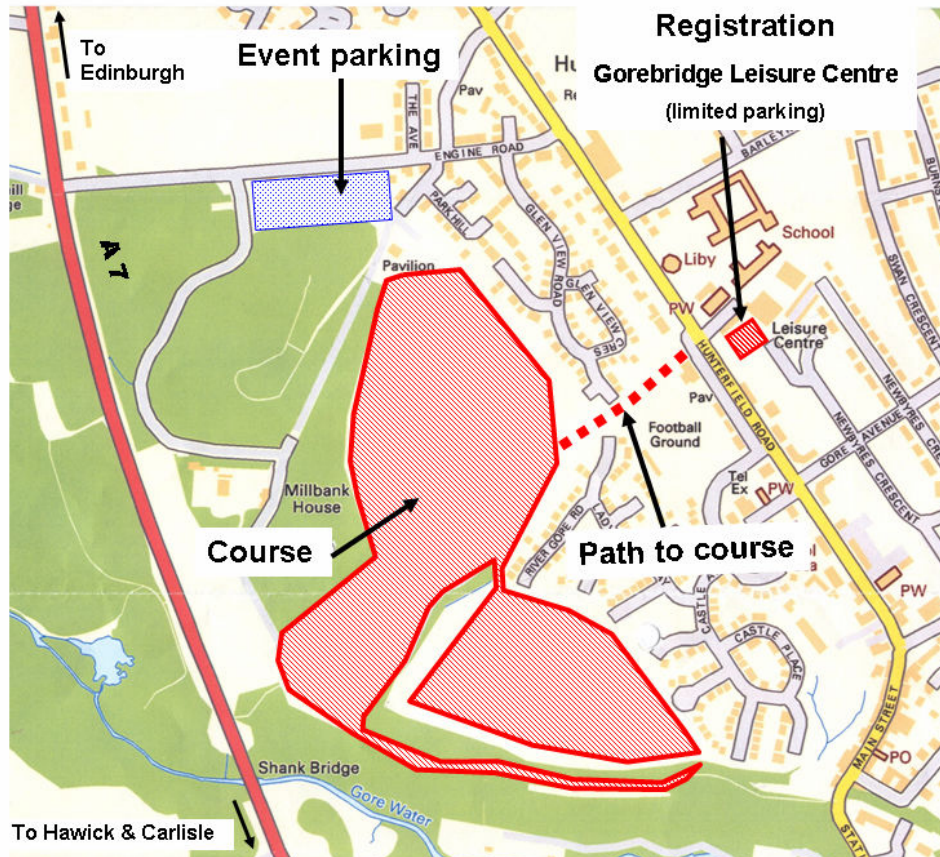 To
Edinburgh
Event parking
Registration
Gorebridge Leisure Centre
(limited parking)
Pav
THE AVE
ENGINE ROAD
PARK HILL
GLEN VIEW ROAD
GLEN VIEW
CRES
School
Liby
PW
SWAN CRESCENT
A 7
Pavilion
Leisure
Centre
HUNTERFIELD ROAD
Pav
Football
Ground
NEWBYRES CRESCENT
GORE AVENUE
Tel
Ex
PW
Millbank
House
Course
RIVER GORE RD
Path to course
PW
CASTLE PLACE
MAIN STREET
PO
Shank Bridge
Gore Water
To Hawick & Carlisle